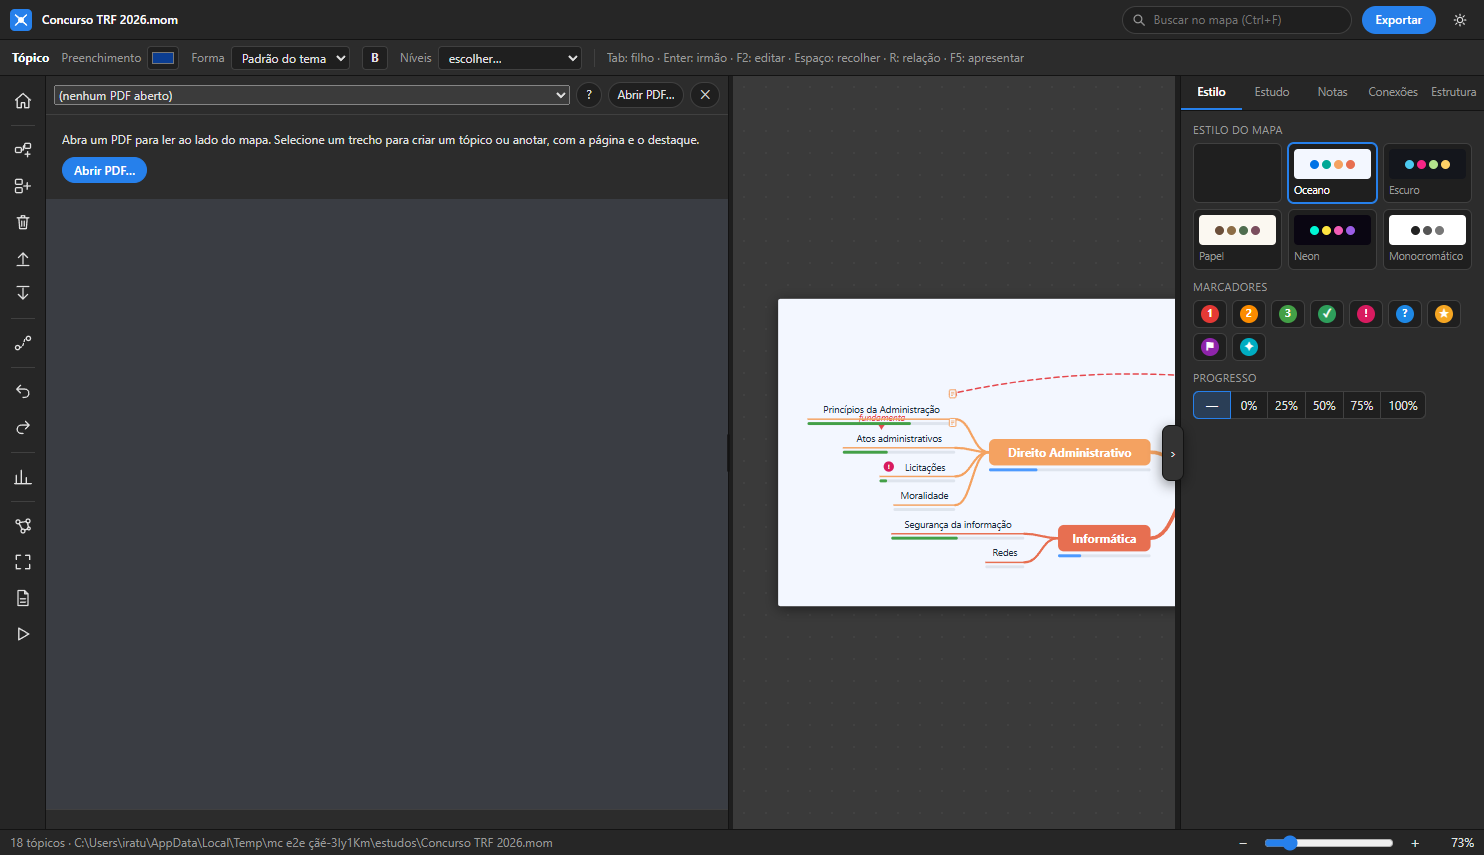 Concurso TRF 2026.mom
Buscar no mapa (Ctrl+F)
Exportar
Tópico
Preenchimento
Forma
Padrão do tema
B
Níveis
escolher...
Tab: filho · Enter: irmão · F2: editar · Espaço: recolher · R: relação · F5: apresentar
(nenhum PDF aberto)
?
Abrir PDF...
Abra um PDF para ler ao lado do mapa. Selecione um trecho para criar um tópico ou anotar, com a página e o destaque.
Abrir PDF...
Princípios da Administração
fundamenta
Atos administrativos
Licitações
Moralidade
Direito Administrativo
Segurança da informação
Redes
Informática
Estilo
Estudo
Notas
Conexões
Estrutura
ESTILO DO MAPA
Oceano
Escuro
Papel
Neon
Monocromático
MARCADORES
1
2
3
!
?
PROGRESSO
—
0%
25%
50%
75%
100%
18 tópicos · C:\Users\iratu\AppData\Local\Temp\mc e2e çãé-3Iy1Km\estudos\Concurso TRF 2026.mom
73%